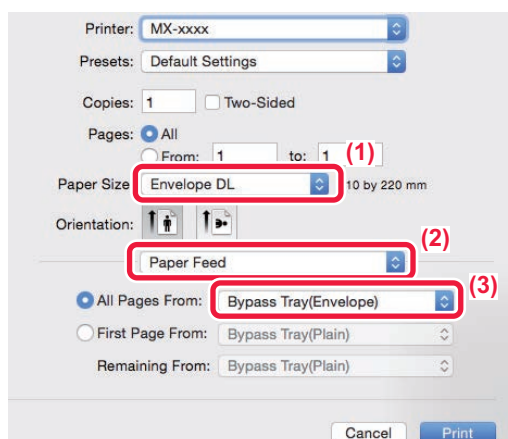 Printer: MX-xxxx
Presets: Default Settings
Copies: 1 Two-Sided
Pages: All
From: 1 to: 1 (1)
Paper Size Envelope DL 10 by 220 mm
Orientation:
(2)
Paper Feed
(3)
All Pages From: Bypass Tray(Envelope)
First Page From: Bypass Tray(Plain)
Remaining From: Bypass Tray(Plain)
Cancel Print